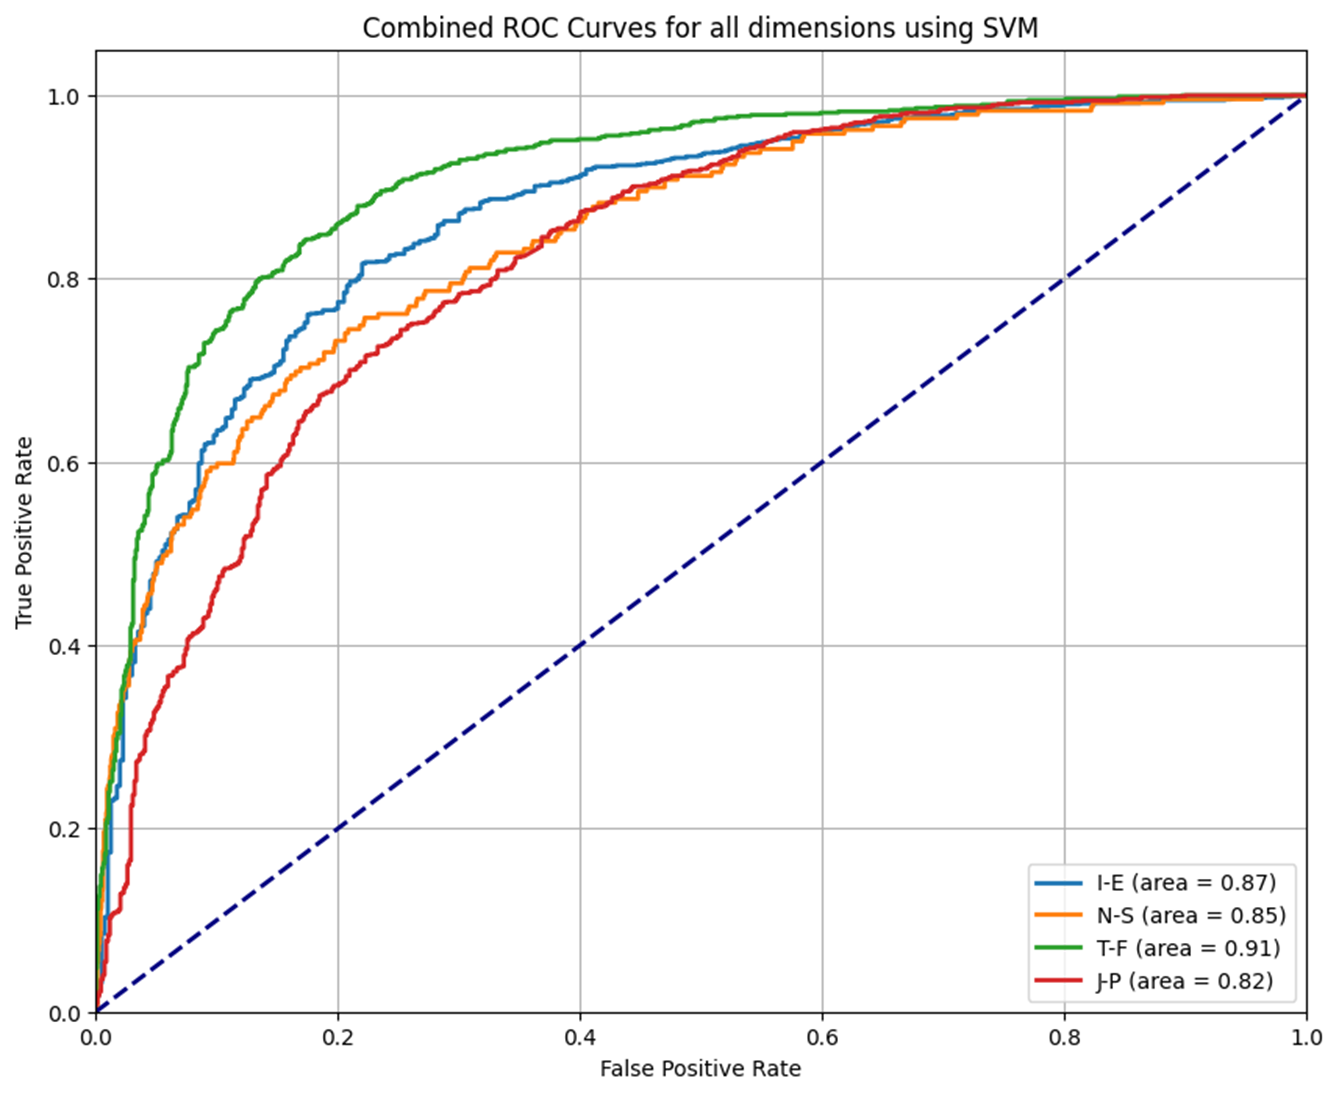 Combined ROC Curves for all dimensions using SVM
True Positive Rate
1.0
0.8
0.6
0.4
0.2
0.0
0.0 0.2 0.4 0.6 0.8 1.0
False Positive Rate
I-E (area = 0.87)
N-S (area = 0.85)
T-F (area = 0.91)
J-P (area = 0.82)